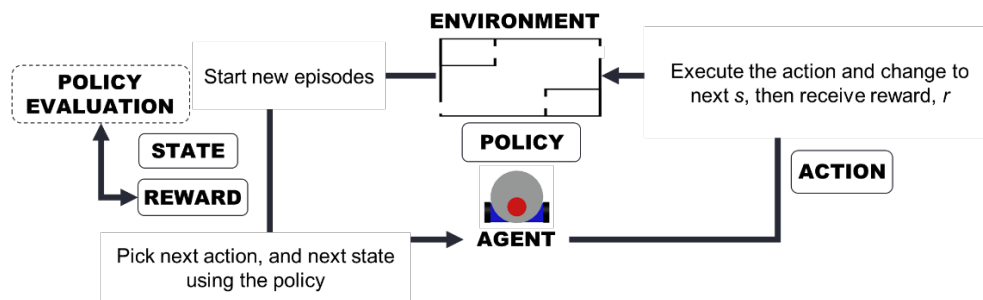 ENVIRONMENT
Start new episodes
POLICY
EVALUATION
Execute the action and change to
next s, then receive reward, r
STATE
POLICY
REWARD
ACTION
AGENT
Pick next action, and next state
using the policy